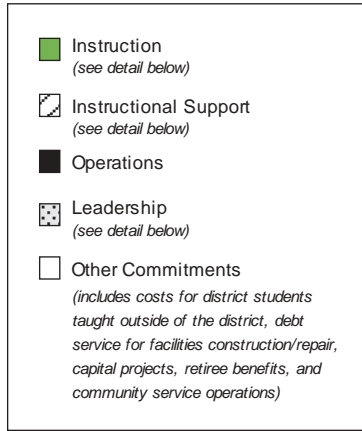 Instruction
(see detail below)
Instructional Support
(see detail below)
Operations
Leadership
(see detail below)
Other Commitments
(includes costs for district students
taught outside of the district, debt
service for facilities construction/repair,
capital projects, retiree benefits, and
community service operations)